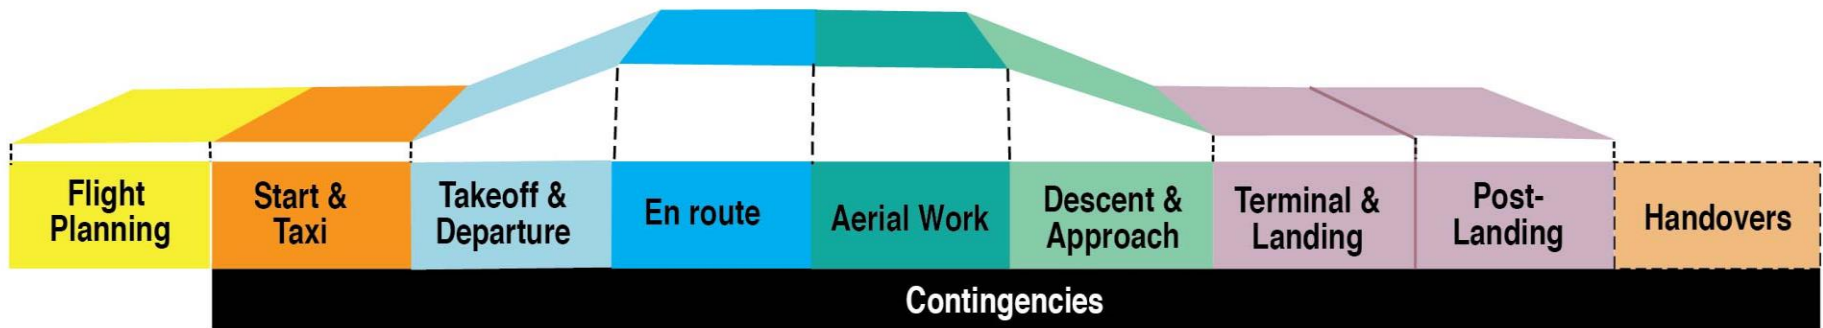 Flight
Planning
Start &
Taxi
Takeoff &
Departure
En route
Aerial Work
Descent &
Approach
Terminal &
Landing
Post-
Landing
Handovers
Contingencies